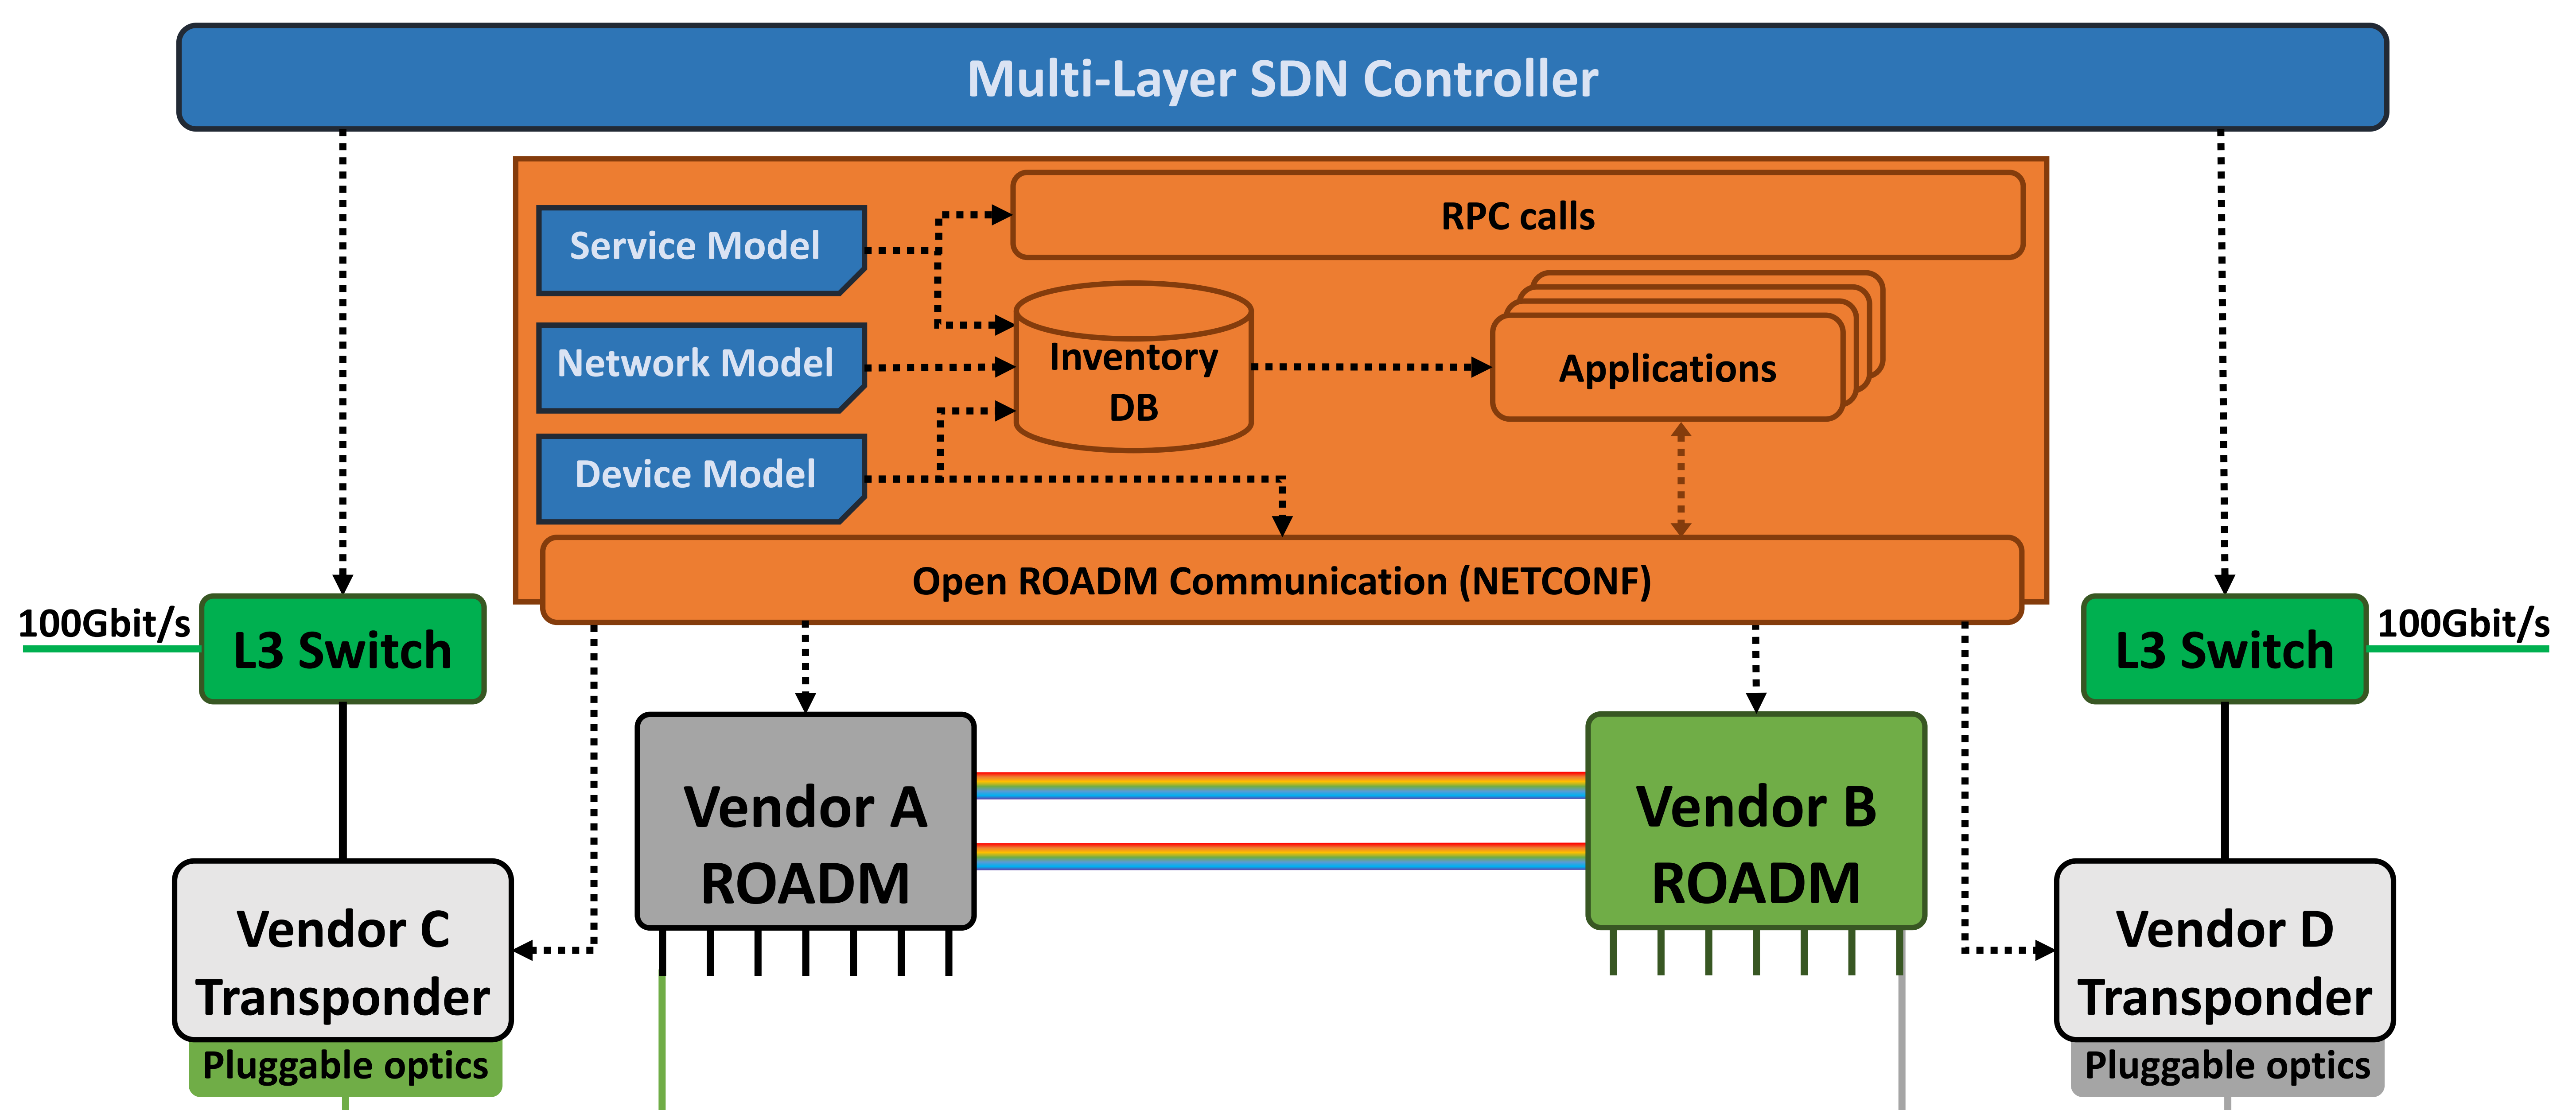 Multi-Layer SDN Controller
RPC calls
Service Model
Network Model
Inventory
DB
Applications
Device Model
Open ROADM Communication (NETCONF)
100Gbit/s
L3 Switch
L3 Switch
100Gbit/s
Vendor A
ROADM
Vendor B
ROADM
Vendor C
Transponder
Pluggable optics
Vendor D
Transponder
Pluggable optics